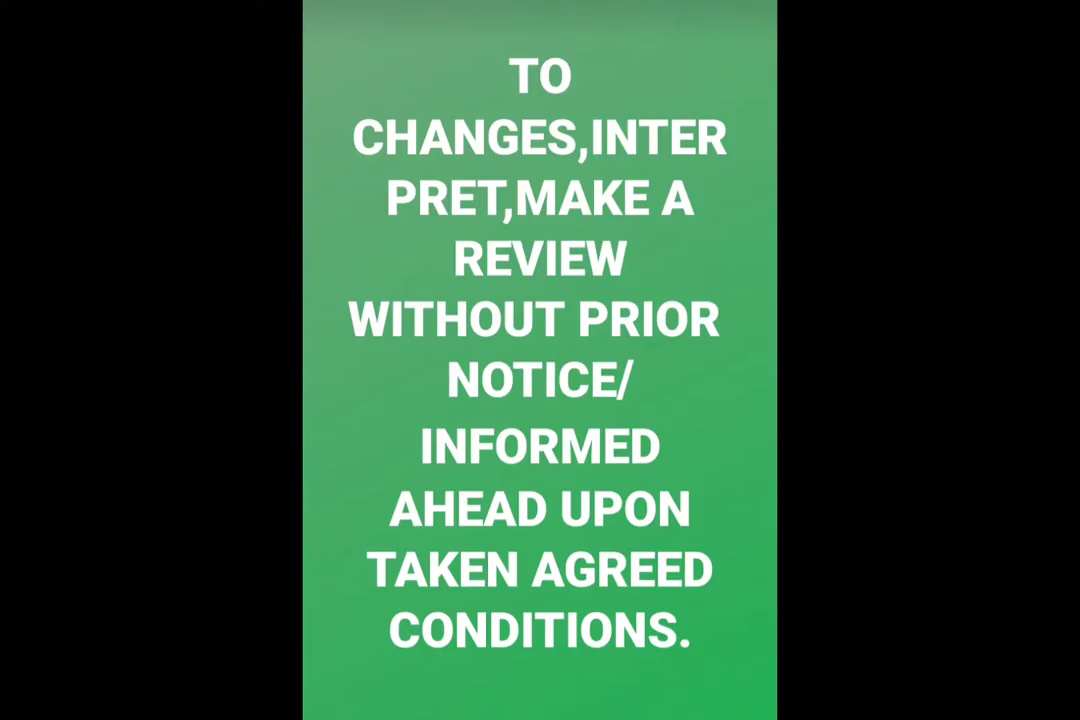 TO
CHANGES,INTER
PRET,MAKE A
REVIEW
WITHOUT PRIOR
NOTICE/
INFORMED
AHEAD UPON
TAKEN AGREED
CONDITIONS.